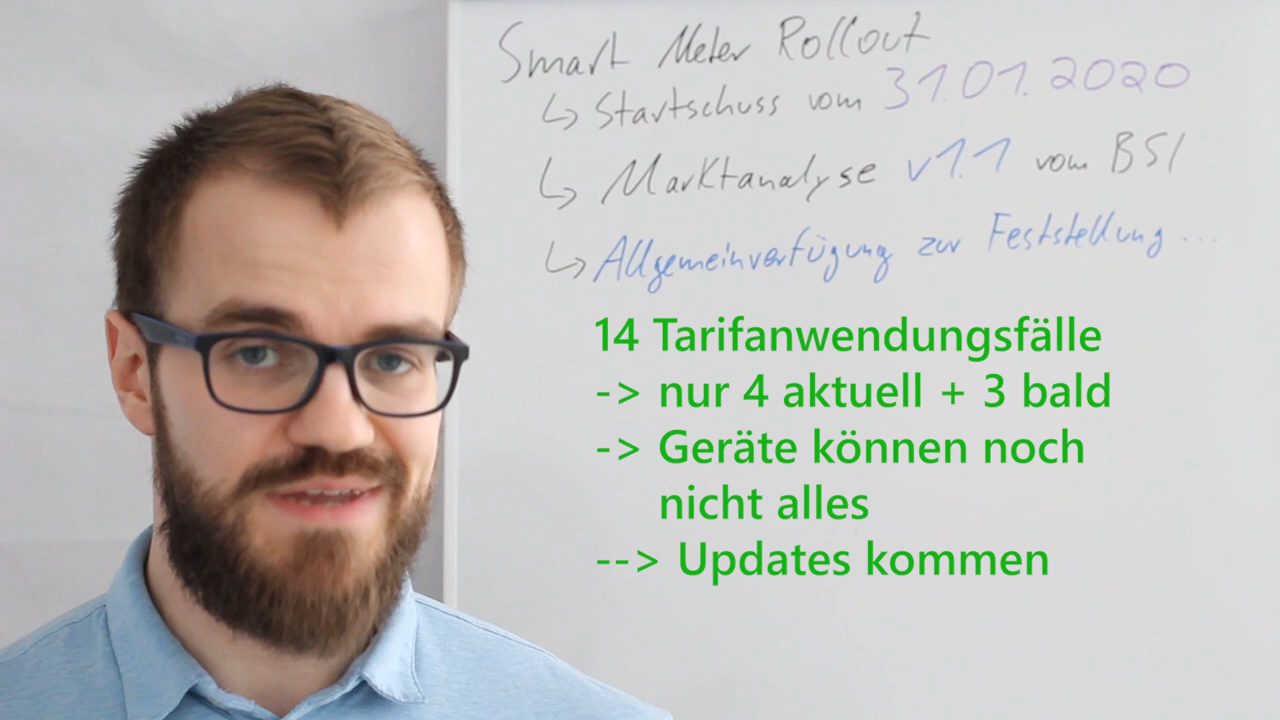 Smart Meter Rollout
↳ Startschuss vom 31.01.2020
↳ Marktanalyse v1.1 vom BSI
↳ Allgemeinverfügung zur Feststellung...
14 Tarifanwendungsfälle
-> nur 4 aktuell + 3 bald
-> Geräte können noch
nicht alles
--> Updates kommen